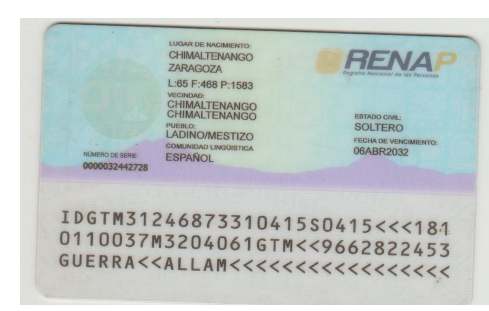 LUGAR DE NACIMIENTO:
CHIMALTENANGO
ZARAGOZA
L:65 F:468 P:1583
VECINDAD:
CHIMALTENANGO
CHIMALTENANGO
PUEBLO:
LADINO/MESTIZO
COMUNIDAD LINGÜISTICA
ESPAÑOL
NÚMERO DE SERIE
0000032442728
RENAP
Registro Nacional de las Personas
ESTADO CIVIL:
SOLTERO
FECHA DE VENCIMIENTO:
06ABR2032
IDGTM31246873310415S0415<<<181
0110037M3204061GTM<<9662822453
GUERRA<<ALLAM<<<<<<<<<<<<<<<<<